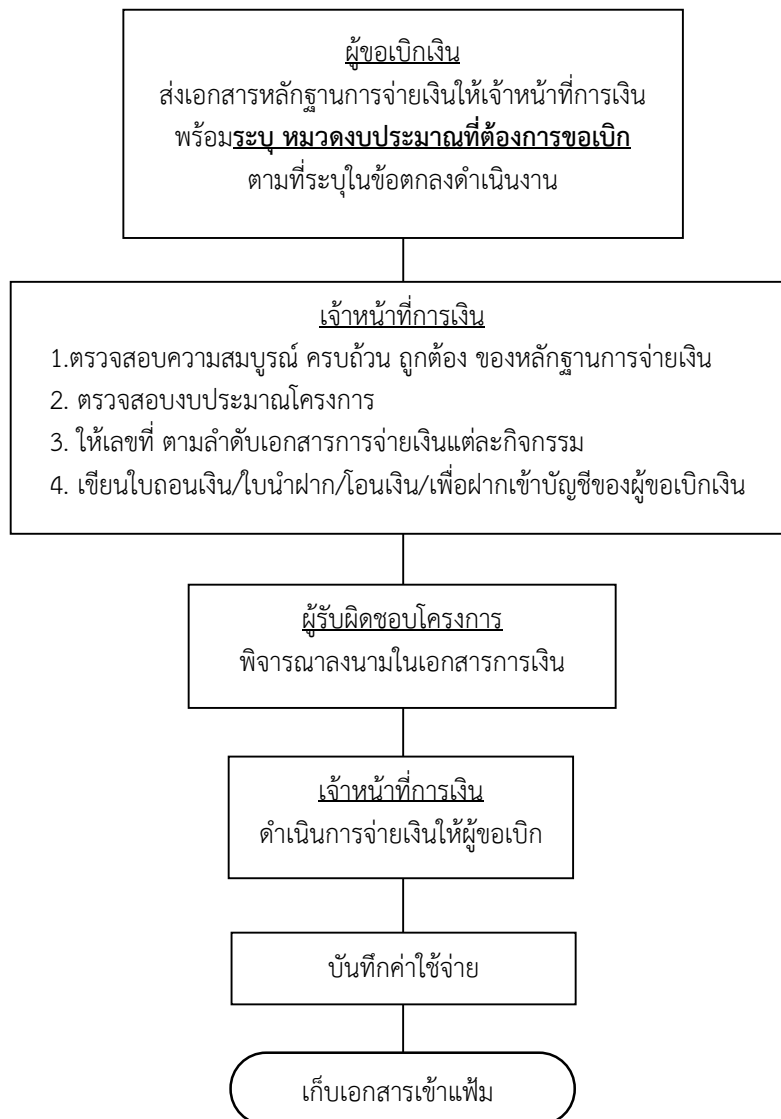 ผู้ขอเบิกเงิน
ส่งเอกสารหลักฐานการจ่ายเงินให้เจ้าหน้าที่การเงิน
พร้อมระบุ หมวดงบประมาณที่ต้องการขอเบิก
ตามที่ระบุในข้อตกลงดำเนินงาน
เจ้าหน้าที่การเงิน
1.ตรวจสอบความสมบูรณ์ ครบถ้วน ถูกต้อง ของหลักฐานการจ่ายเงิน
2. ตรวจสอบงบประมาณโครงการ
3. ให้เลขที่ ตามลำดับเอกสารการจ่ายเงินแต่ละกิจกรรม
4. เขียนใบถอนเงิน/ใบนำฝาก/โอนเงิน/เพื่อฝากเข้าบัญชีของผู้ขอเบิกเงิน
ผู้รับผิดชอบโครงการ
พิจารณาลงนามในเอกสารการเงิน
เจ้าหน้าที่การเงิน
ดำเนินการจ่ายเงินให้ผู้ขอเบิก
บันทึกค่าใช้จ่าย
เก็บเอกสารเข้าแฟ้ม